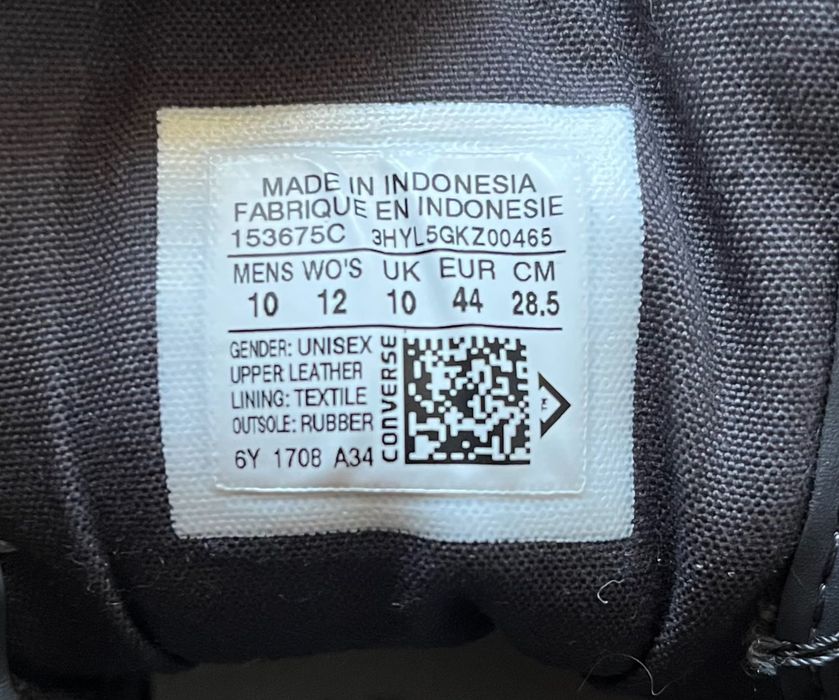 MADE IN INDONESIA
FABRIQUE EN INDONESIE
153675C 3HYL5GKZ00465
MENS WO'S UK EUR CM
10 12 10 44 28.5
GENDER: UNISEX
UPPER LEATHER
LINING: TEXTILE
OUTSOLE: RUBBER
6Y 1708 A34
CONVERSE
F